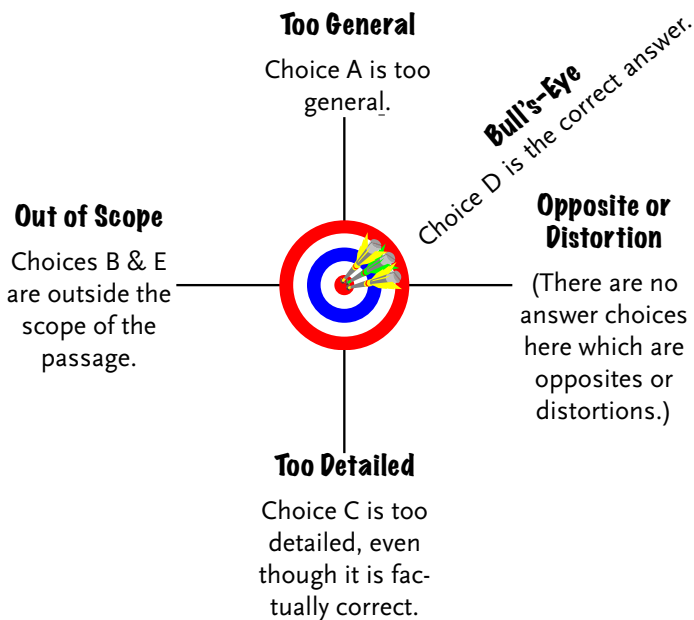 Too General
Choice A is too
general.
Bull's-Eye
Choice D is the correct answer.
Out of Scope
Choices B & E
are outside the
scope of the
passage.
Opposite or
Distortion
(There are no
answer choices
here which are
opposites or
distortions.)
Too Detailed
Choice C is too
detailed, even
though it is fac-
tually correct.